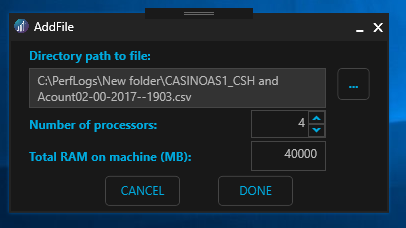 AddFile
Directory path to file:
C:\PerfLogs\New folder\CASINOAS1_CSH and
Acount02-00-2017--1903.csv
...
Number of processors:
4
Total RAM on machine (MB):
40000
CANCEL
DONE